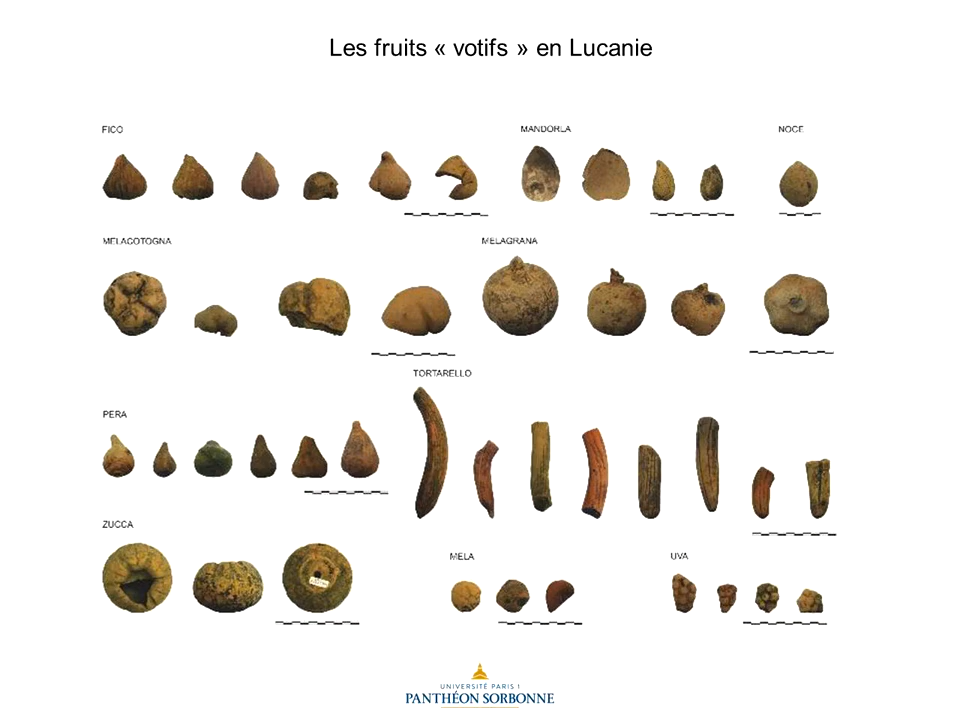 Les fruits « votifs » en Lucanie
FICO
MANDORLA
NOCE
MELACOTOGNA
MELAGRANA
TORTARELLO
PERA
ZUCCA
MELA
UVA
UNIVERSITÉ PARIS 1
PANTHÉON SORBONNE